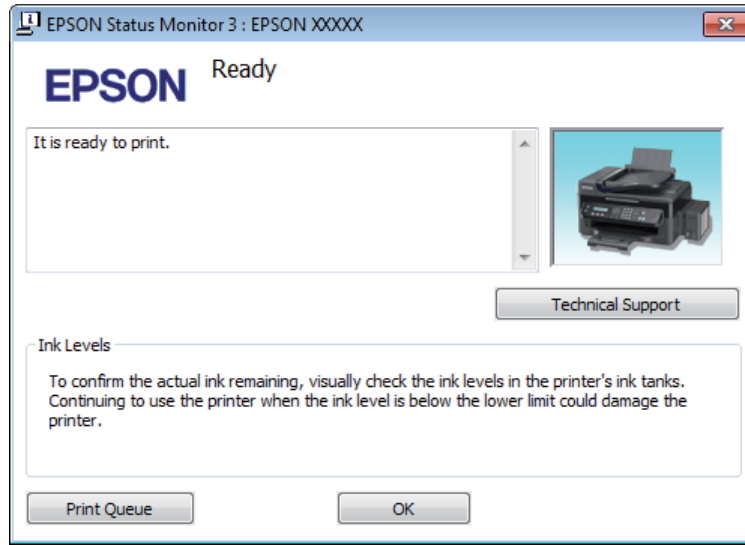 EPSON Status Monitor 3 : EPSON XXXXX
EPSON
Ready
It is ready to print.
Technical Support
Ink Levels
To confirm the actual ink remaining, visually check the ink levels in the printer's ink tanks.
Continuing to use the printer when the ink level is below the lower limit could damage the
printer.
Print Queue
OK